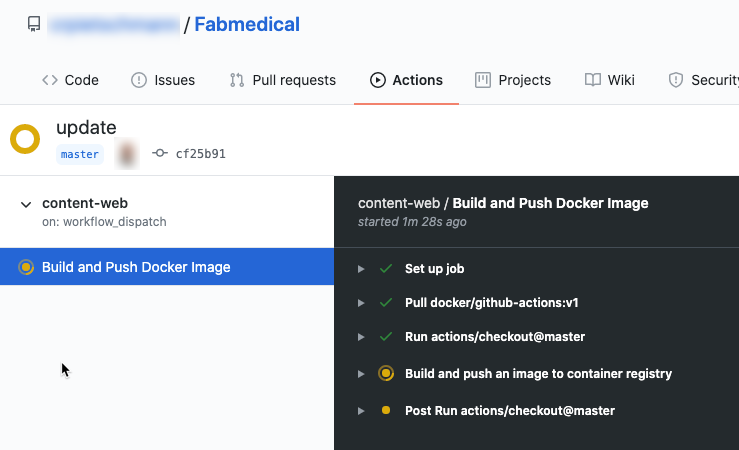 / Fabmedical
Code Issues Pull requests Actions Projects Wiki Security
update
master cf25b91
content-web
on: workflow_dispatch
Build and Push Docker Image
content-web / Build and Push Docker Image
started 1m 28s ago
Set up job
Pull docker/github-actions:v1
Run actions/checkout@master
Build and push an image to container registry
Post Run actions/checkout@master